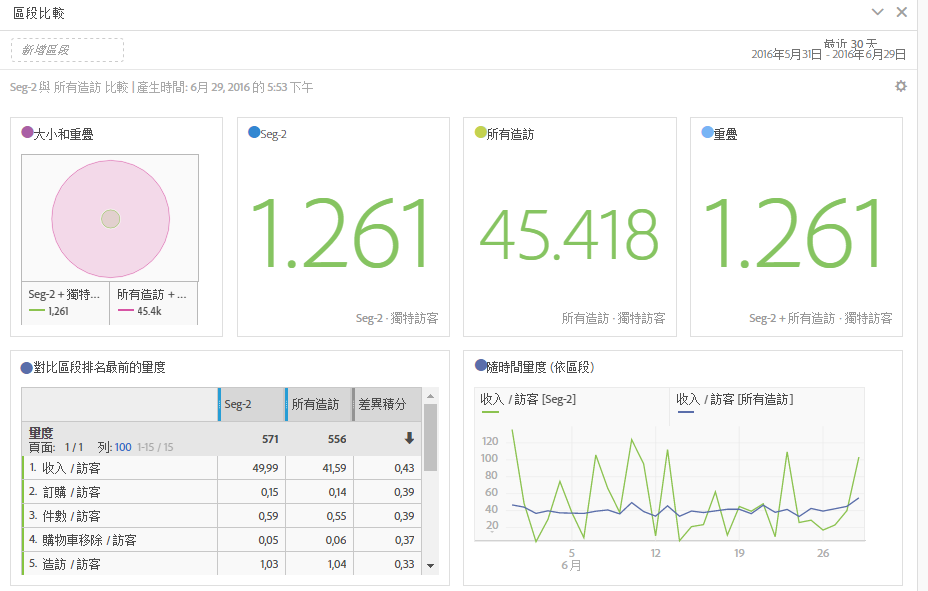 區段比較
新增區段
最近 30 天
2016年5月31日 - 2016年6月29日
Seg-2 與 所有造訪 比較 | 產生時間: 6月 29, 2016 的 5:53 下午
大小和重疊
Seg-2 + 獨特...
1,261
所有造訪 + ...
45.4k
Seg-2
1.261
Seg-2 · 獨特訪客
所有造訪
45.418
所有造訪 · 獨特訪客
重疊
1.261
Seg-2 + 所有造訪 · 獨特訪客
對比區段排名最前的量度
Seg-2 所有造訪 差異積分
量度 571 556
頁面: 1 / 1 列: 100 1-15 / 15
1. 收入 / 訪客 49,99 41,59 0,43
2. 訂購 / 訪客 0,15 0,14 0,39
3. 件數 / 訪客 0,59 0,55 0,39
4. 購物車移除 / 訪客 0,05 0,06 0,37
5. 造訪 / 訪客 1,03 1,04 0,33
隨時間量度 (依區段)
收入 / 訪客 [Seg-2]
收入 / 訪客 [所有造訪]
120
100
80
60
40
20
5 12 19 26
6 月